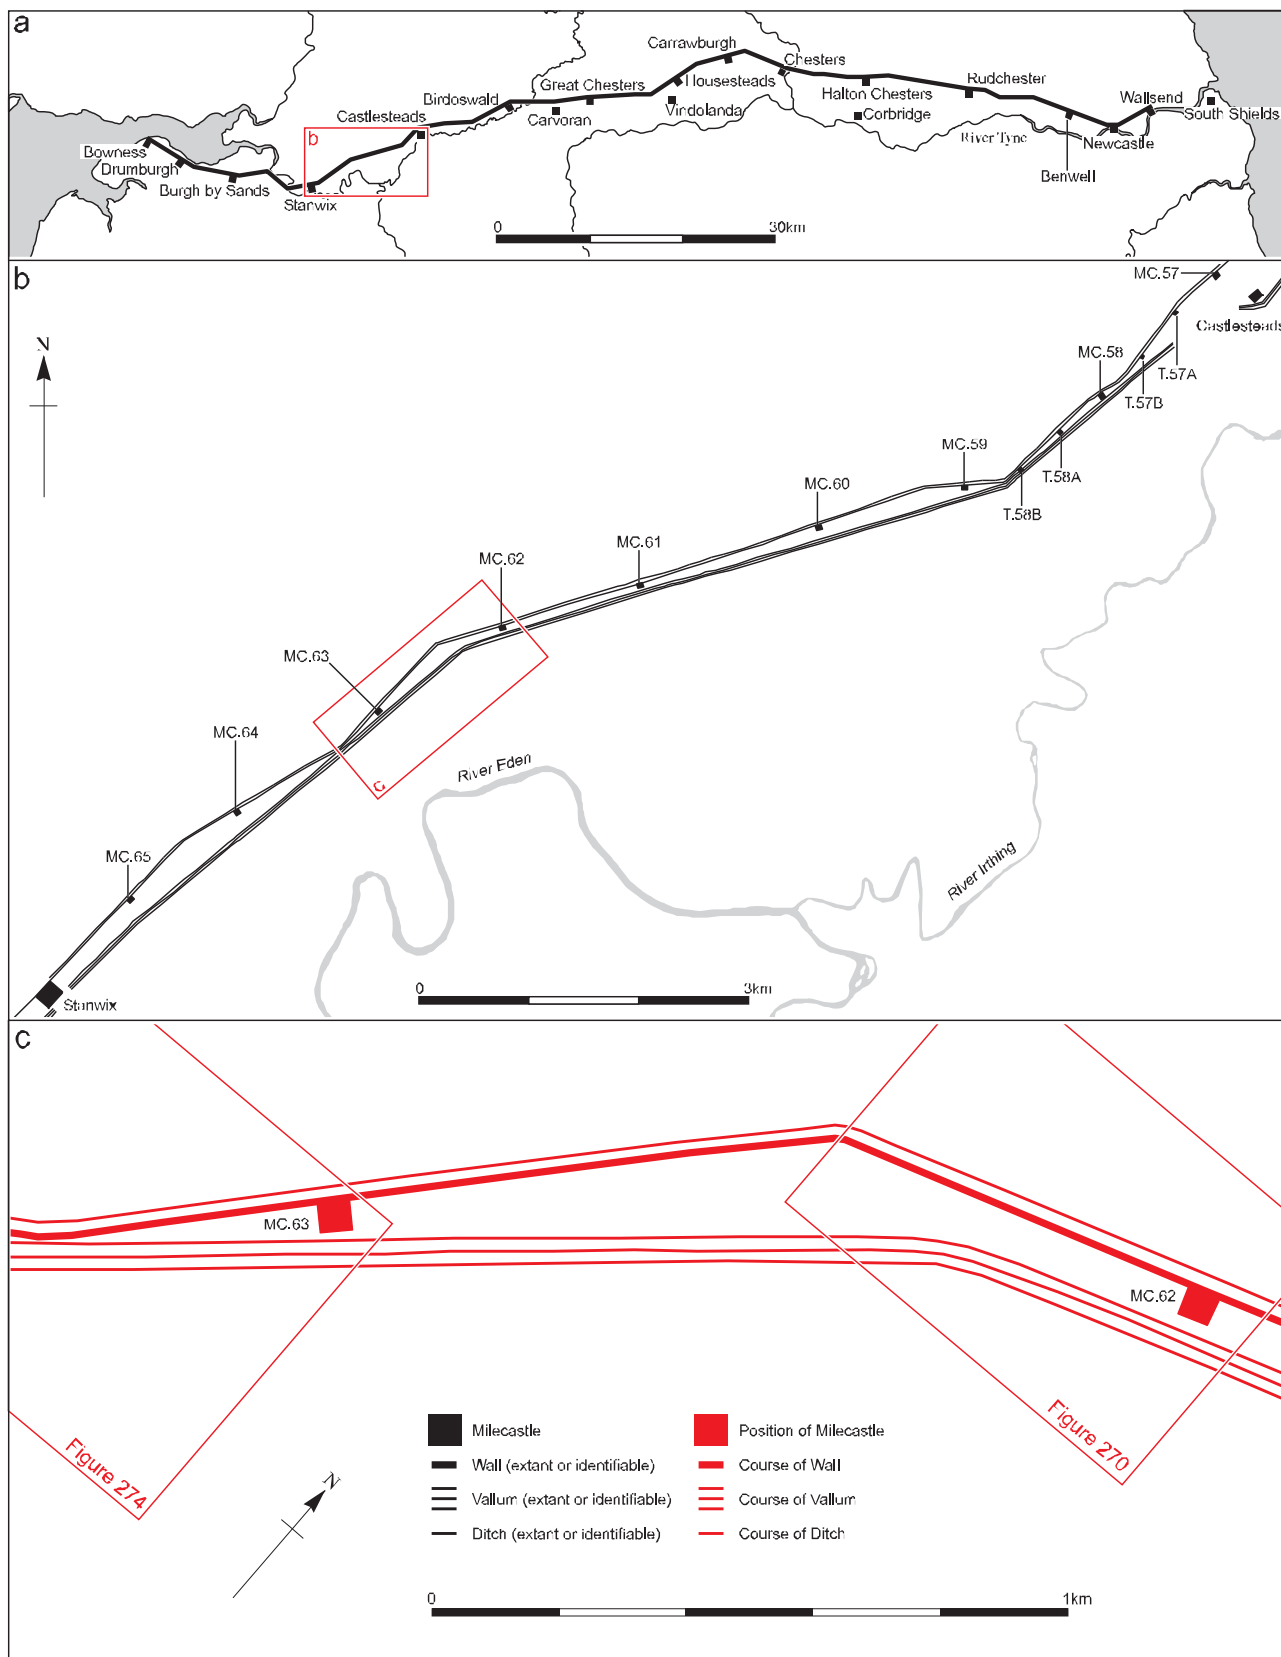 a
Carrawburgh
Chesters
Housesteads
Great Chesters
Rudchester
Birdoswald
Halton Chesters
Wallsend
Castlesteads
Carvoran
Vindolanda
Corbridge
South Shields
b
River Tyne
Newcastle
Bowness
Drumburgh
Benwell
Burgh by Sands
Stanwix
0
30km
b
MC.57
Castlesteads
N
MC.58
T.57A
T.57B
MC.59
T.58A
MC.60
T.58B
MC.61
MC.62
MC.63
MC.64
c
River Eden
MC.65
River Irthing
0
3km
Stanwix
c
MC.63
MC.62
Figure 274
Figure 270
N
Milecastle
Position of Milecastle
Wall (extant or identifiable)
Course of Wall
Vallum (extant or identifiable)
Course of Vallum
Ditch (extant or identifiable)
Course of Ditch
0
1km